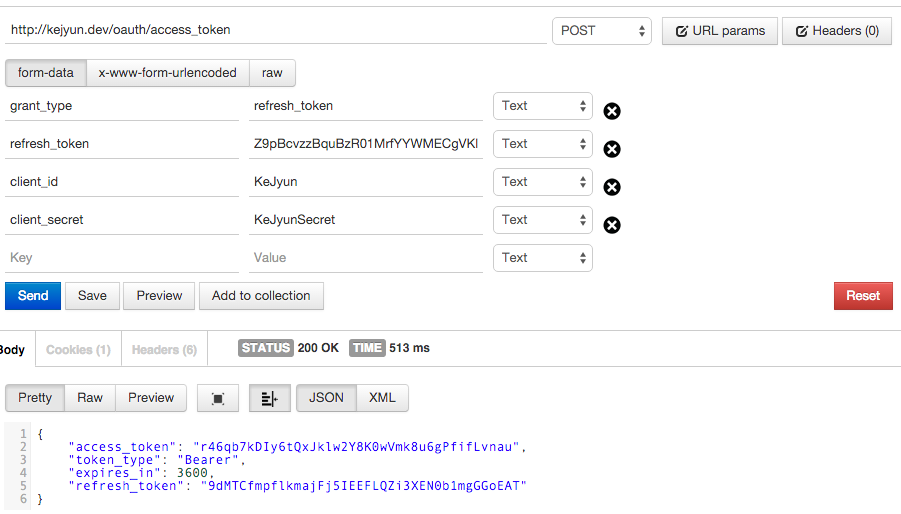 http://kejyun.dev/oauth/access_token POST URL params Headers (0)
form-data x-www-form-urlencoded raw
grant_type refresh_token Text
refresh_token Z9pBcvzzBquBzR01MrfYYWMECgVKI Text
client_id KeJyun Text
client_secret KeJyunSecret Text
Key Value Text
Send Save Preview Add to collection Reset
Body Cookies (1) Headers (6) STATUS 200 OK TIME 513 ms
Pretty Raw Preview JSON XML
1 {
2 "access_token": "r46qb7kDIy6tQxJklw2Y8K0wVmk8u6gPfifLvnau",
3 "token_type": "Bearer",
4 "expires_in": 3600,
5 "refresh_token": "9dMTCfmpflkmajFj5IEEFLQZi3XEN0b1mgGGoEAT"
6 }